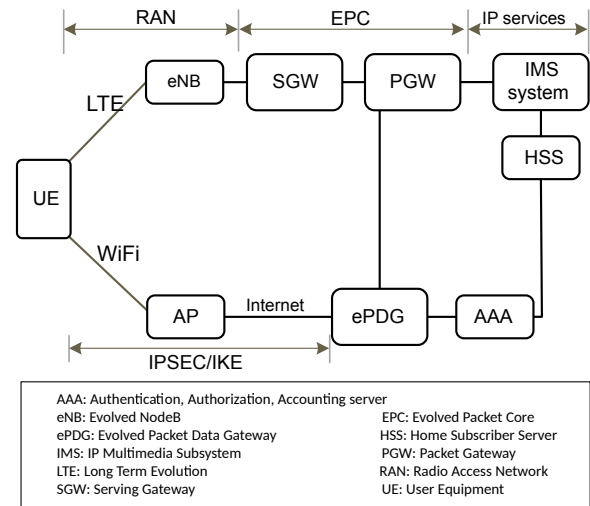 RAN EPC IP services
eNB SGW PGW IMS
system
LTE
HSS
UE
WiFi
AP Internet ePDG AAA
IPSEC/IKE
AAA: Authentication, Authorization, Accounting server
eNB: Evolved NodeB EPC: Evolved Packet Core
ePDG: Evolved Packet Data Gateway HSS: Home Subscriber Server
IMS: IP Multimedia Subsystem PGW: Packet Gateway
LTE: Long Term Evolution RAN: Radio Access Network
SGW: Serving Gateway UE: User Equipment